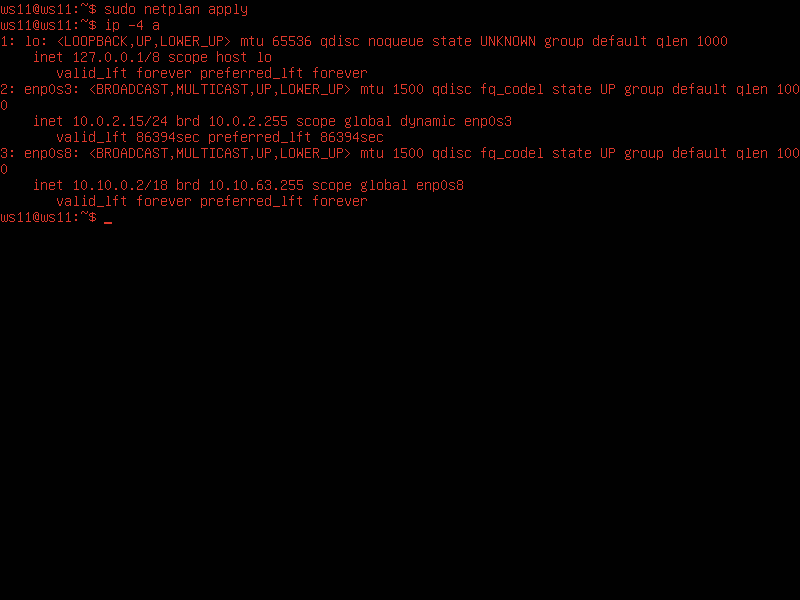 ws11@ws11:~$ sudo netplan apply
ws11@ws11:~$ ip -4 a
1: lo: <LOOPBACK,UP,LOWER_UP> mtu 65536 qdisc noqueue state UNKNOWN group default qlen 1000
    inet 127.0.0.1/8 scope host lo
       valid_lft forever preferred_lft forever
2: enp0s3: <BROADCAST,MULTICAST,UP,LOWER_UP> mtu 1500 qdisc fq_codel state UP group default qlen 100
0
    inet 10.0.2.15/24 brd 10.0.2.255 scope global dynamic enp0s3
       valid_lft 86394sec preferred_lft 86394sec
3: enp0s8: <BROADCAST,MULTICAST,UP,LOWER_UP> mtu 1500 qdisc fq_codel state UP group default qlen 100
0
    inet 10.10.0.2/18 brd 10.10.63.255 scope global enp0s8
       valid_lft forever preferred_lft forever
ws11@ws11:~$ _